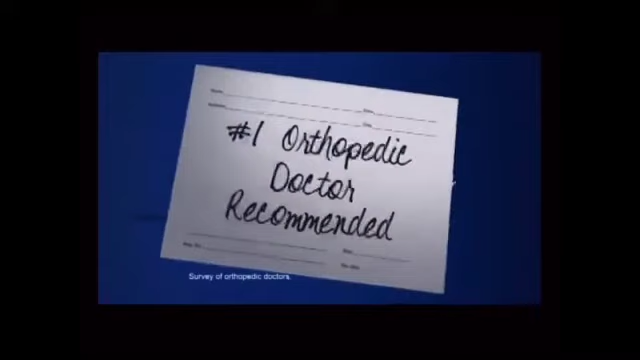 #1 Orthopedic
Doctor
Recommended
Survey of orthopedic doctors.